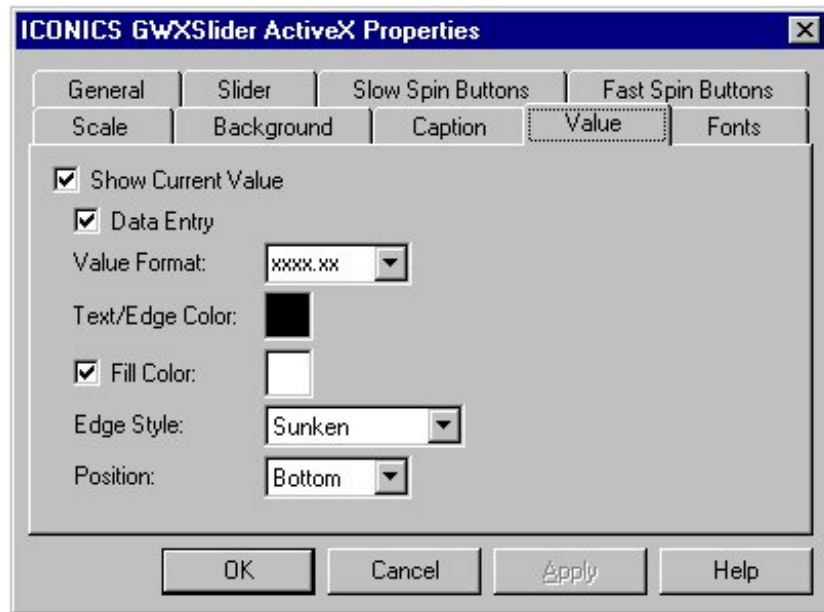 ICONICS GWXSlider ActiveX Properties
General Slider Slow Spin Buttons Fast Spin Buttons
Scale Background Caption Value Fonts
Show Current Value
Data Entry
Value Format: xxxx.xx
Text/Edge Color:
Fill Color:
Edge Style: Sunken
Position: Bottom
OK Cancel Apply Help